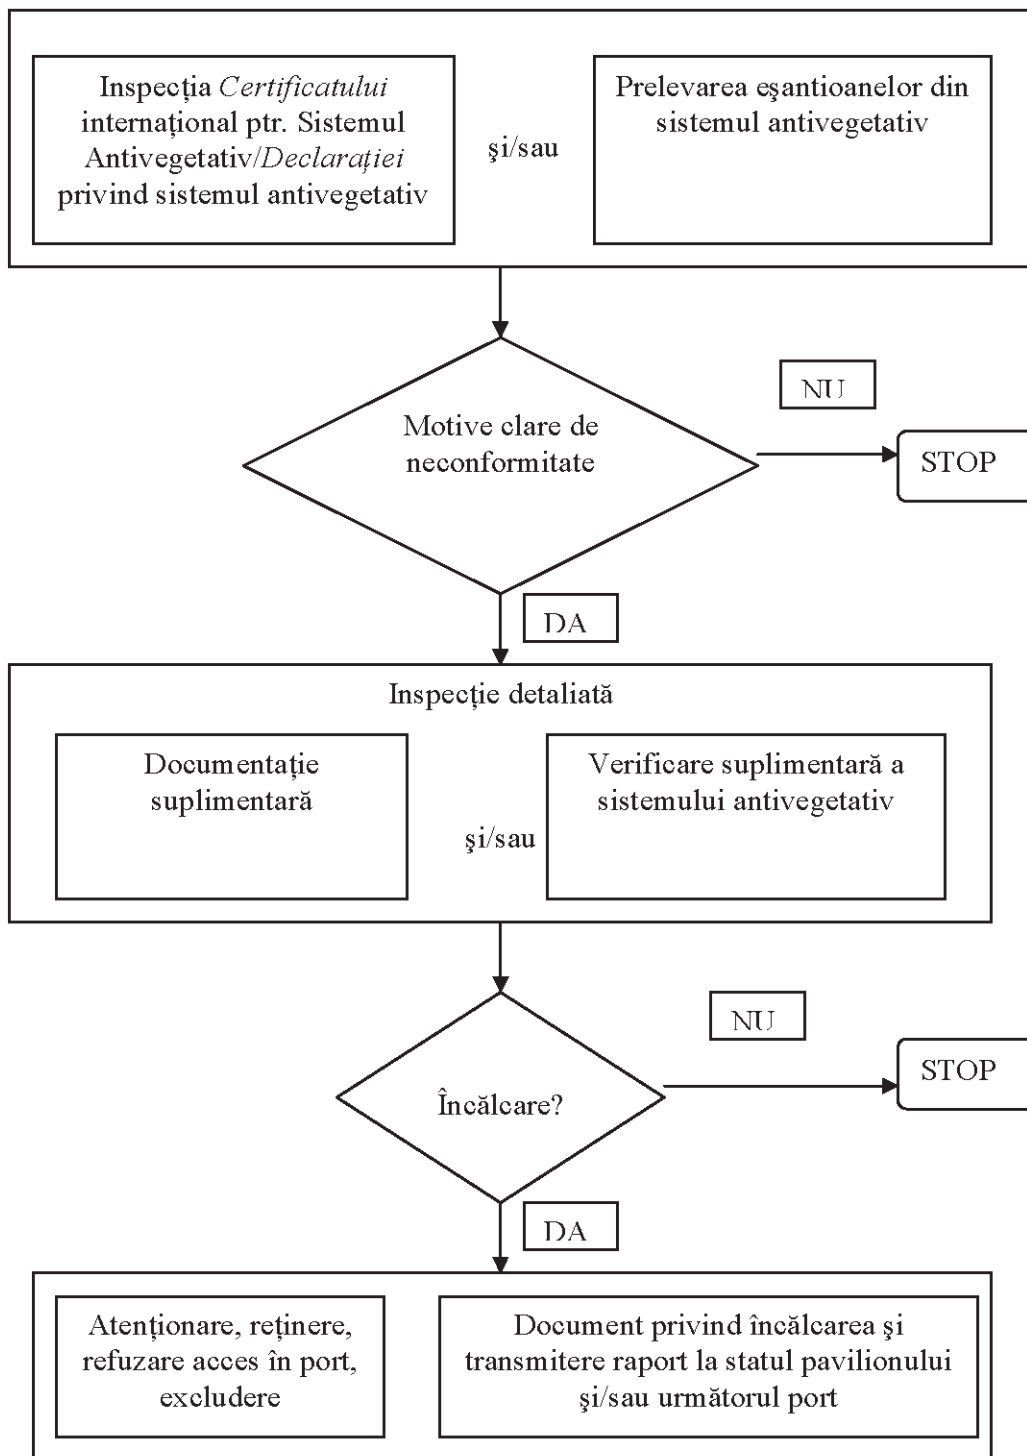 Inspecția Certificatului
internațional ptr. Sistemul
Antivegetativ/Declarației
privind sistemul antivegetativ
şi/sau
Prelevarea eşantioanelor din
sistemul antivegetativ
Motive clare de
neconformitate
NU
STOP
DA
Inspecție detaliată
Documentație
suplimentară
şi/sau
Verificare suplimentară a
sistemului antivegetativ
Încălcare?
NU
STOP
DA
Atenționare, reținere,
refuzare acces în port,
excludere
Document privind încălcarea şi
transmitere raport la statul pavilionului
şi/sau următorul port